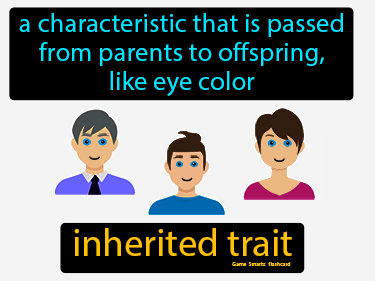 a characteristic that is passed
from parents to offspring,
like eye color
inherited trait
Game Smartz flashcard